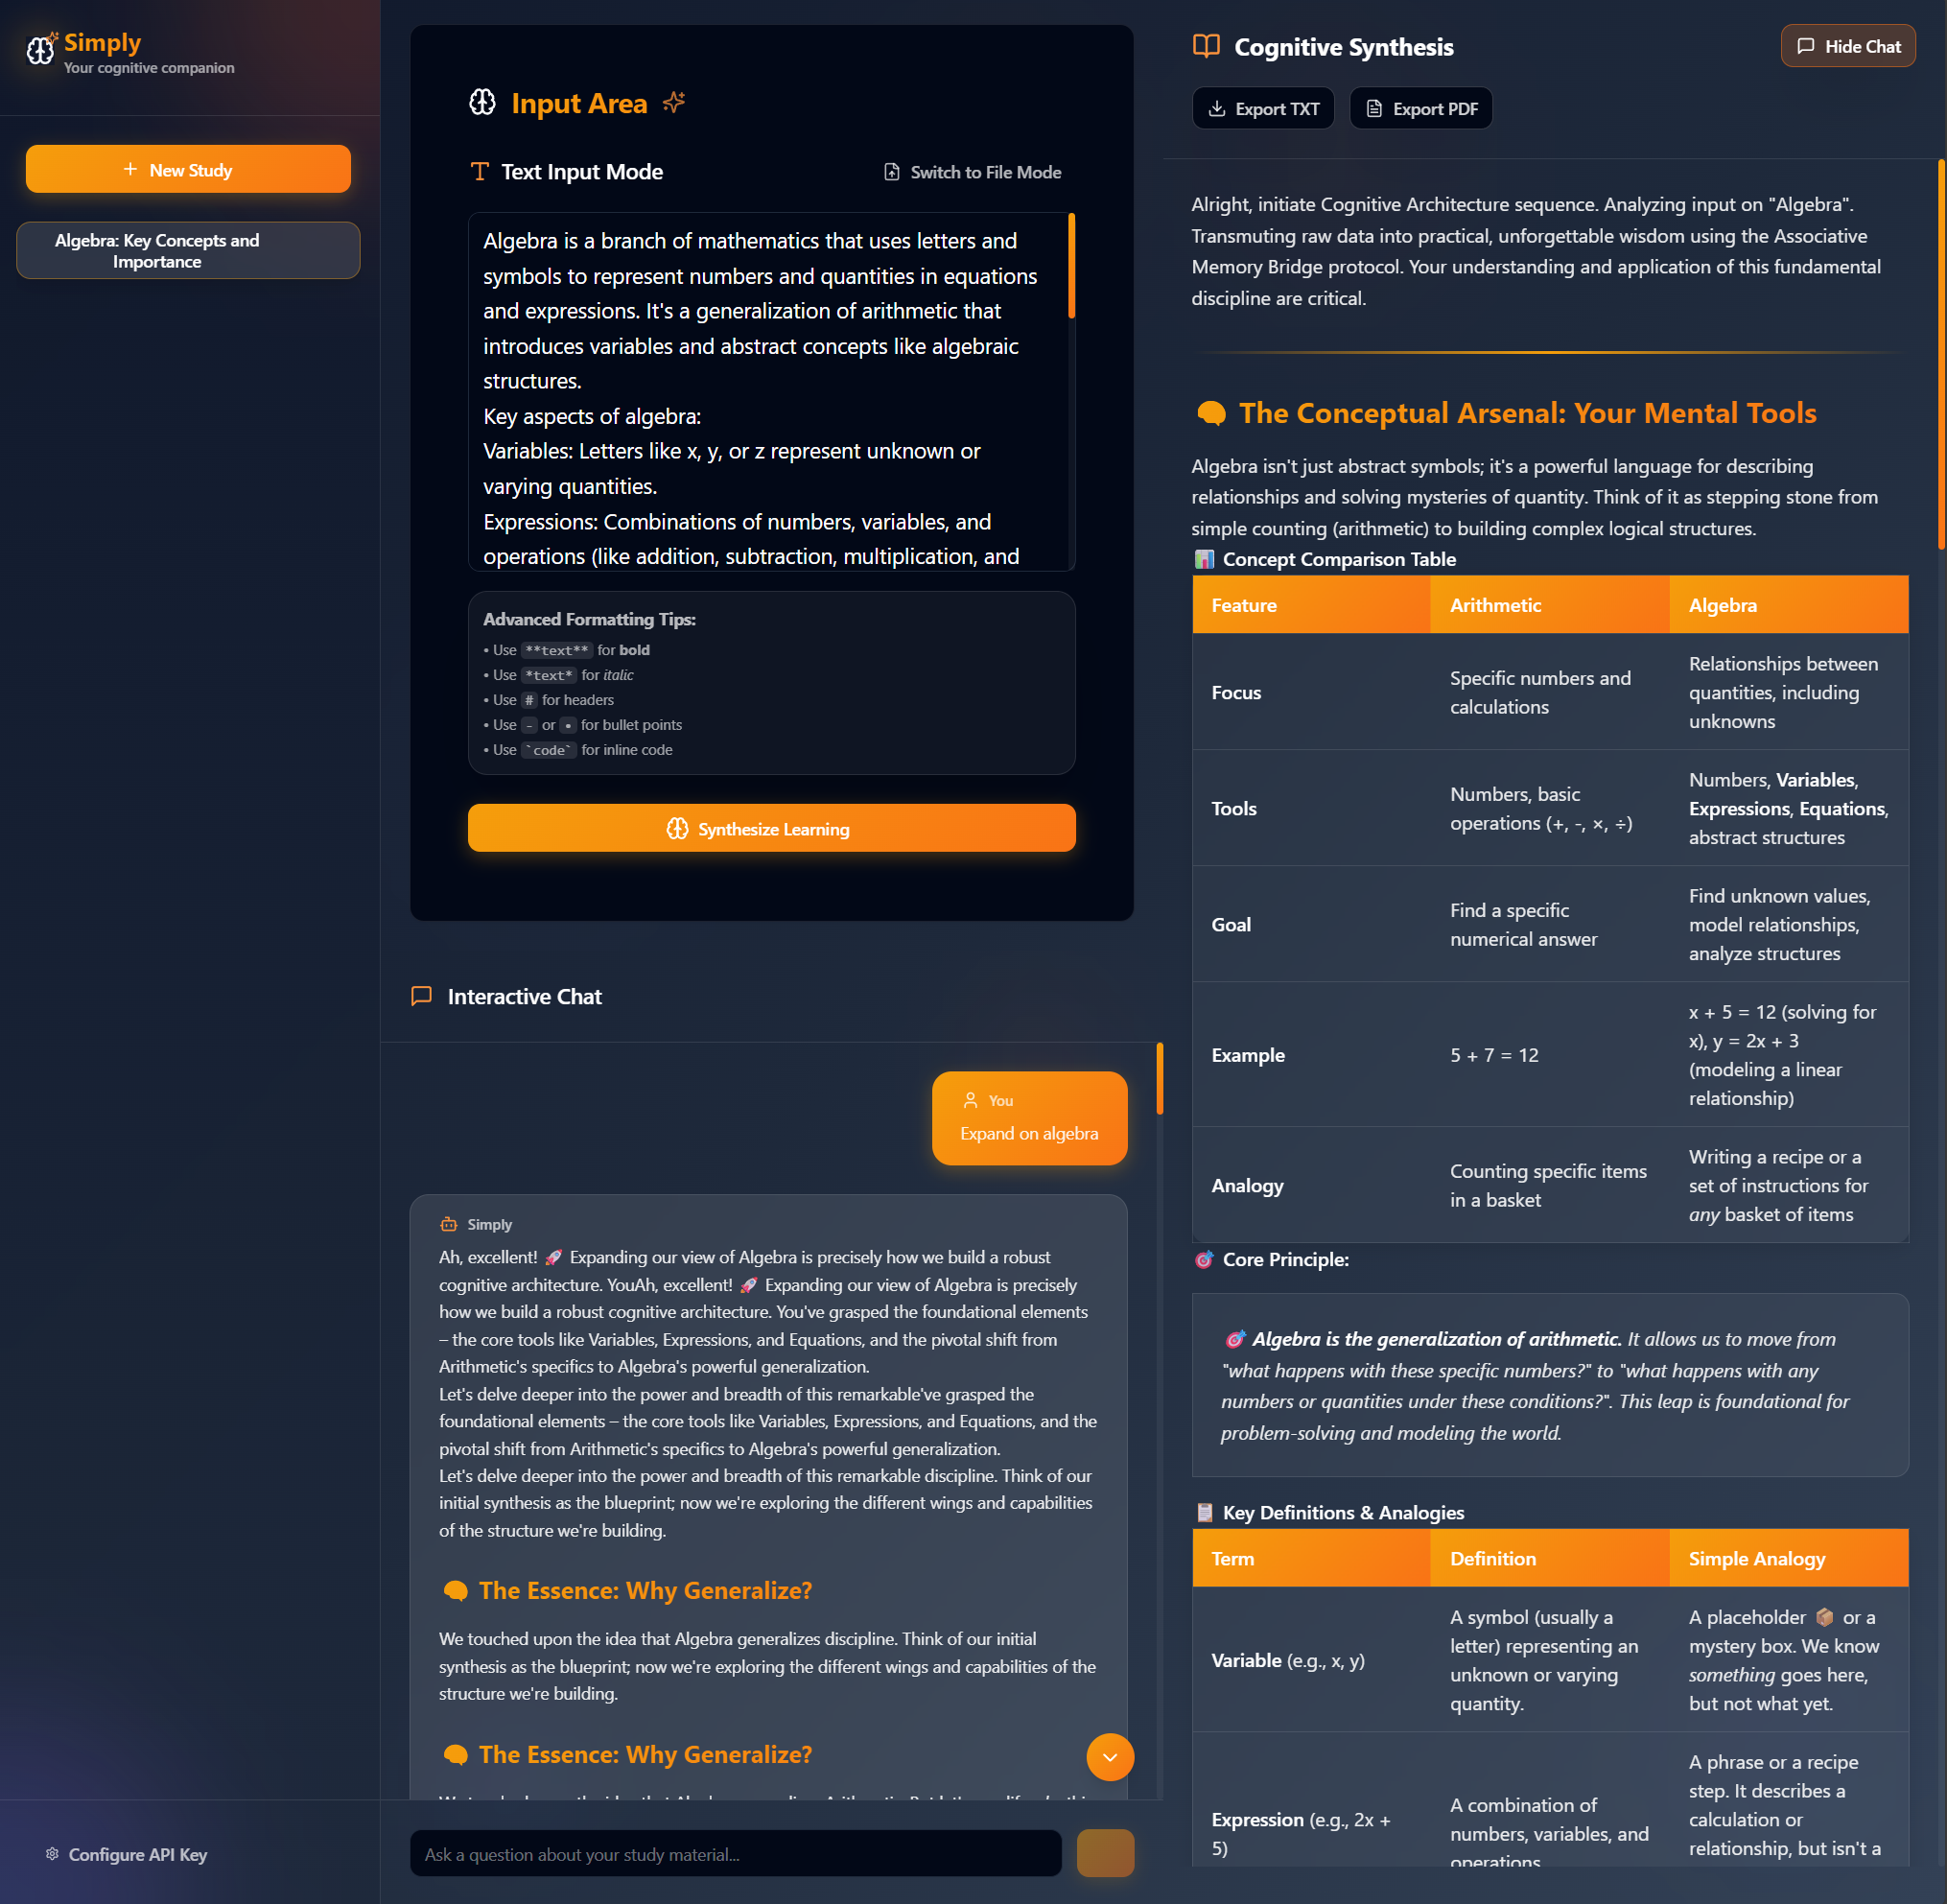 Simply
Your cognitive companion
New Study
Algebra: Key Concepts and
Importance
Configure API Key
Input Area
Text Input Mode
Switch to File Mode
Algebra is a branch of mathematics that uses letters and
symbols to represent numbers and quantities in equations
and expressions. It's a generalization of arithmetic that
introduces variables and abstract concepts like algebraic
structures.
Key aspects of algebra:
Variables: Letters like x, y, or z represent unknown or
varying quantities.
Expressions: Combinations of numbers, variables, and
operations (like addition, subtraction, multiplication, and
Advanced Formatting Tips:
• Use **text** for bold
• Use *text* for italic
• Use # for headers
• Use - or • for bullet points
• Use `code` for inline code
Synthesize Learning
Interactive Chat
You
Expand on algebra
Simply
Ah, excellent! 🚀 Expanding our view of Algebra is precisely how we build a robust
cognitive architecture. YouAh, excellent! 🚀 Expanding our view of Algebra is precisely
how we build a robust cognitive architecture. You've grasped the foundational elements
– the core tools like Variables, Expressions, and Equations, and the pivotal shift from
Arithmetic's specifics to Algebra's powerful generalization.
Let's delve deeper into the power and breadth of this remarkable've grasped the
foundational elements – the core tools like Variables, Expressions, and Equations, and the
pivotal shift from Arithmetic's specifics to Algebra's powerful generalization.
Let's delve deeper into the power and breadth of this remarkable discipline. Think of our
initial synthesis as the blueprint; now we're exploring the different wings and capabilities
of the structure we're building.
The Essence: Why Generalize?
We touched upon the idea that Algebra generalizes discipline. Think of our initial
synthesis as the blueprint; now we're exploring the different wings and capabilities of the
structure we're building.
The Essence: Why Generalize?
Ask a question about your study material...
Cognitive Synthesis
Hide Chat
Export TXT
Export PDF
Alright, initiate Cognitive Architecture sequence. Analyzing input on "Algebra".
Transmuting raw data into practical, unforgettable wisdom using the Associative
Memory Bridge protocol. Your understanding and application of this fundamental
discipline are critical.
The Conceptual Arsenal: Your Mental Tools
Algebra isn't just abstract symbols; it's a powerful language for describing
relationships and solving mysteries of quantity. Think of it as stepping stone from
simple counting (arithmetic) to building complex logical structures.
📊 Concept Comparison Table
Feature Arithmetic Algebra
Focus
Specific numbers and
calculations
Relationships between
quantities, including
unknowns
Tools
Numbers, basic
operations (+, -, ×, ÷)
Numbers, Variables,
Expressions, Equations,
abstract structures
Goal
Find a specific
numerical answer
Find unknown values,
model relationships,
analyze structures
Example
5 + 7 = 12
x + 5 = 12 (solving for
x), y = 2x + 3
(modeling a linear
relationship)
Analogy
Counting specific items
in a basket
Writing a recipe or a
set of instructions for
any basket of items
🎯 Core Principle:
🎯 Algebra is the generalization of arithmetic. It allows us to move from
"what happens with these specific numbers?" to "what happens with any
numbers or quantities under these conditions?". This leap is foundational for
problem-solving and modeling the world.
📋 Key Definitions & Analogies
Term Definition Simple Analogy
Variable (e.g., x, y)
A symbol (usually a
letter) representing an
unknown or varying
quantity.
A placeholder 📦 or a
mystery box. We know
something goes here,
but not what yet.
Expression (e.g., 2x +
5)
A combination of
numbers, variables, and
operations
A phrase or a recipe
step. It describes a
calculation or
relationship, but isn't a